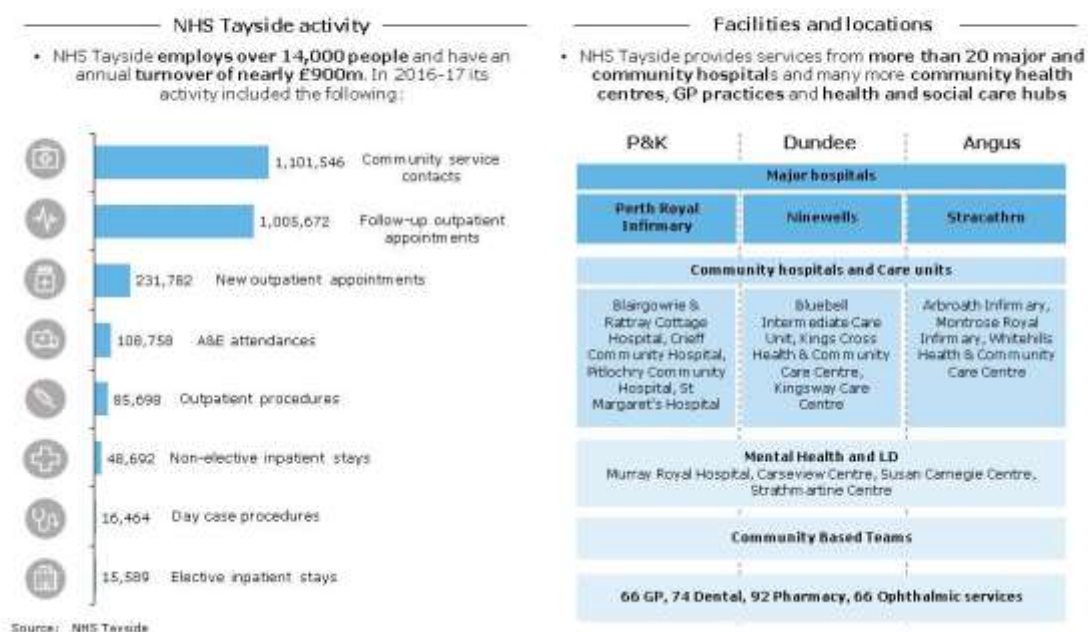 NHS Tayside activity
• NHS Tayside employs over 14,000 people and have an
annual turnover of nearly £900m. In 2016-17 its
activity included the following:
1,101,546 Community service
contacts
1,005,672 Follow-up outpatient
appointments
231,782 New outpatient appointments
108,758 A&E attendances
85,698 Outpatient procedures
48,692 Non-elective inpatient stays
16,464 Day case procedures
15,589 Elective inpatient stays
Source: NHS Tayside
Facilities and locations
• NHS Tayside provides services from more than 20 major and
community hospitals and many more community health
centres, GP practices and health and social care hubs
P&K Dundee Angus
Major hospitals
Perth Royal
Infirmary
Ninewells
Stracathro
Community hospitals and Care units
Blairgowrie &
Rattray Cottage
Hospital, Crieff
Community Hospital,
Pitlochry Community
Hospital, St
Margaret's Hospital
Bluebell
Intermediate Care
Unit, Kings Cross
Health & Community
Care Centre,
Kingsway Care
Centre
Arbroath Infirmary,
Montrose Royal
Infirmary, Whitehills
Health & Community
Care Centre
Mental Health and LD
Murray Royal Hospital, Carseview Centre, Susan Carnegie Centre,
Strathmartine Centre
Community Based Teams
66 GP, 74 Dental, 92 Pharmacy, 66 Ophthalmic services